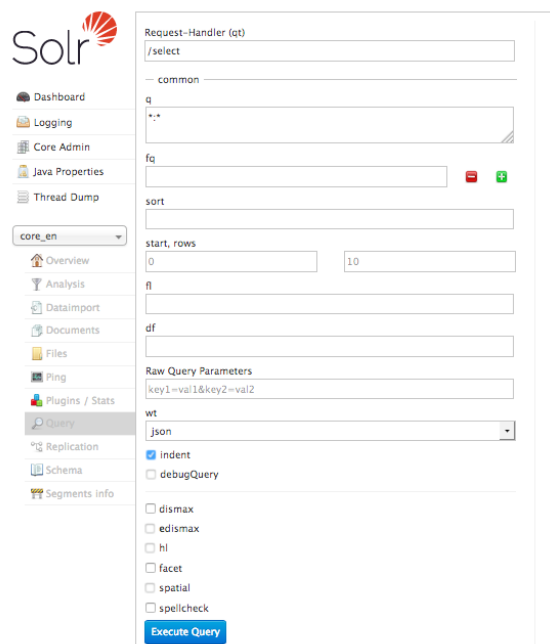 Solr
Dashboard
Logging
Core Admin
Java Properties
Thread Dump
core_en
Overview
Analysis
Dataimport
Documents
Files
Ping
Plugins / Stats
Query
Replication
Schema
Segments info
Request-Handler (qt)
/select
common
q
*:*
fq
sort
start, rows
0 10
fl
df
Raw Query Parameters
key1=val1&key2=val2
wt
json
indent
debugQuery
dismax
edismax
hl
facet
spatial
spellcheck
Execute Query